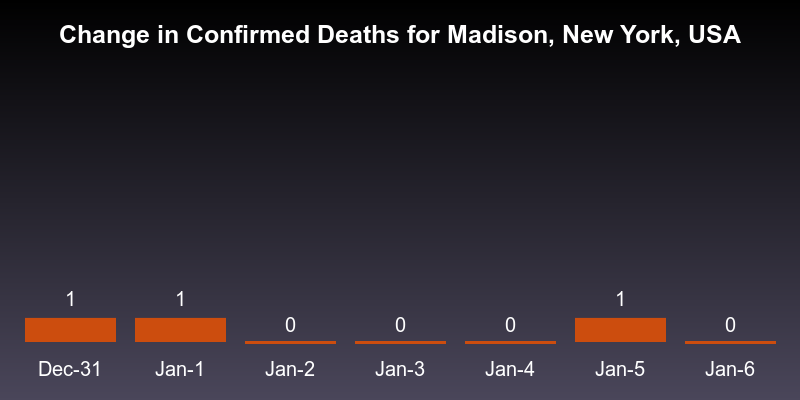 Change in Confirmed Deaths for Madison, New York, USA
1 1 0 0 0 1 0
Dec-31 Jan-1 Jan-2 Jan-3 Jan-4 Jan-5 Jan-6